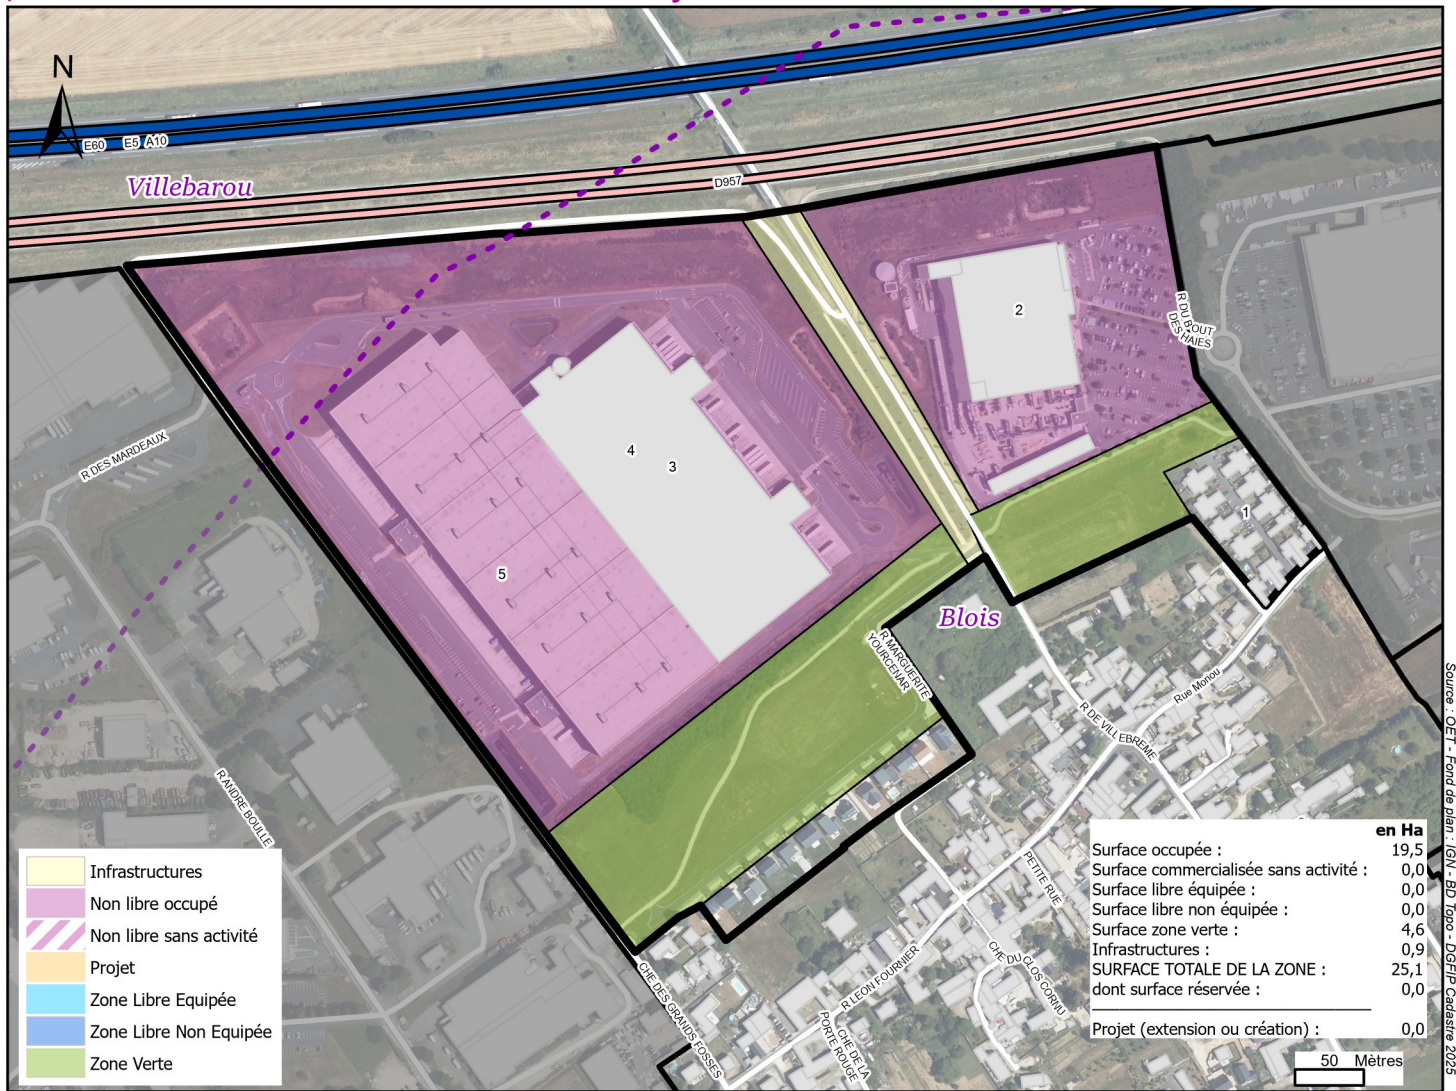 N
E60
E5
A10
Villebarou
D957
R DU BOUT
DES HAIES
2
R DES MARDEAUX
4
3
1
5
Blois
R MARGUERITE
YOURCENAR
Rue Moriou
R DE VILLEBREME
R ANDRE BOULLE
PETITE RUE
CHE DU CLOS CORNU
R LEON FOURNIER
CHE DES GRANDS FOSSES
CHE DE LA
PORTE ROUGE
Infrastructures
Non libre occupé
Non libre sans activité
Projet
Zone Libre Equipée
Zone Libre Non Equipée
Zone Verte
en Ha
Surface occupée : 19,5
Surface commercialisée sans activité : 0,0
Surface libre équipée : 0,0
Surface libre non équipée : 0,0
Surface zone verte : 4,6
Infrastructures : 0,9
SURFACE TOTALE DE LA ZONE : 25,1
dont surface réservée : 0,0
Projet (extension ou création) : 0,0
50 Mètres
Source : OET - Fond de plan : IGN - BD Topo - DGFIP Cadastre 2025